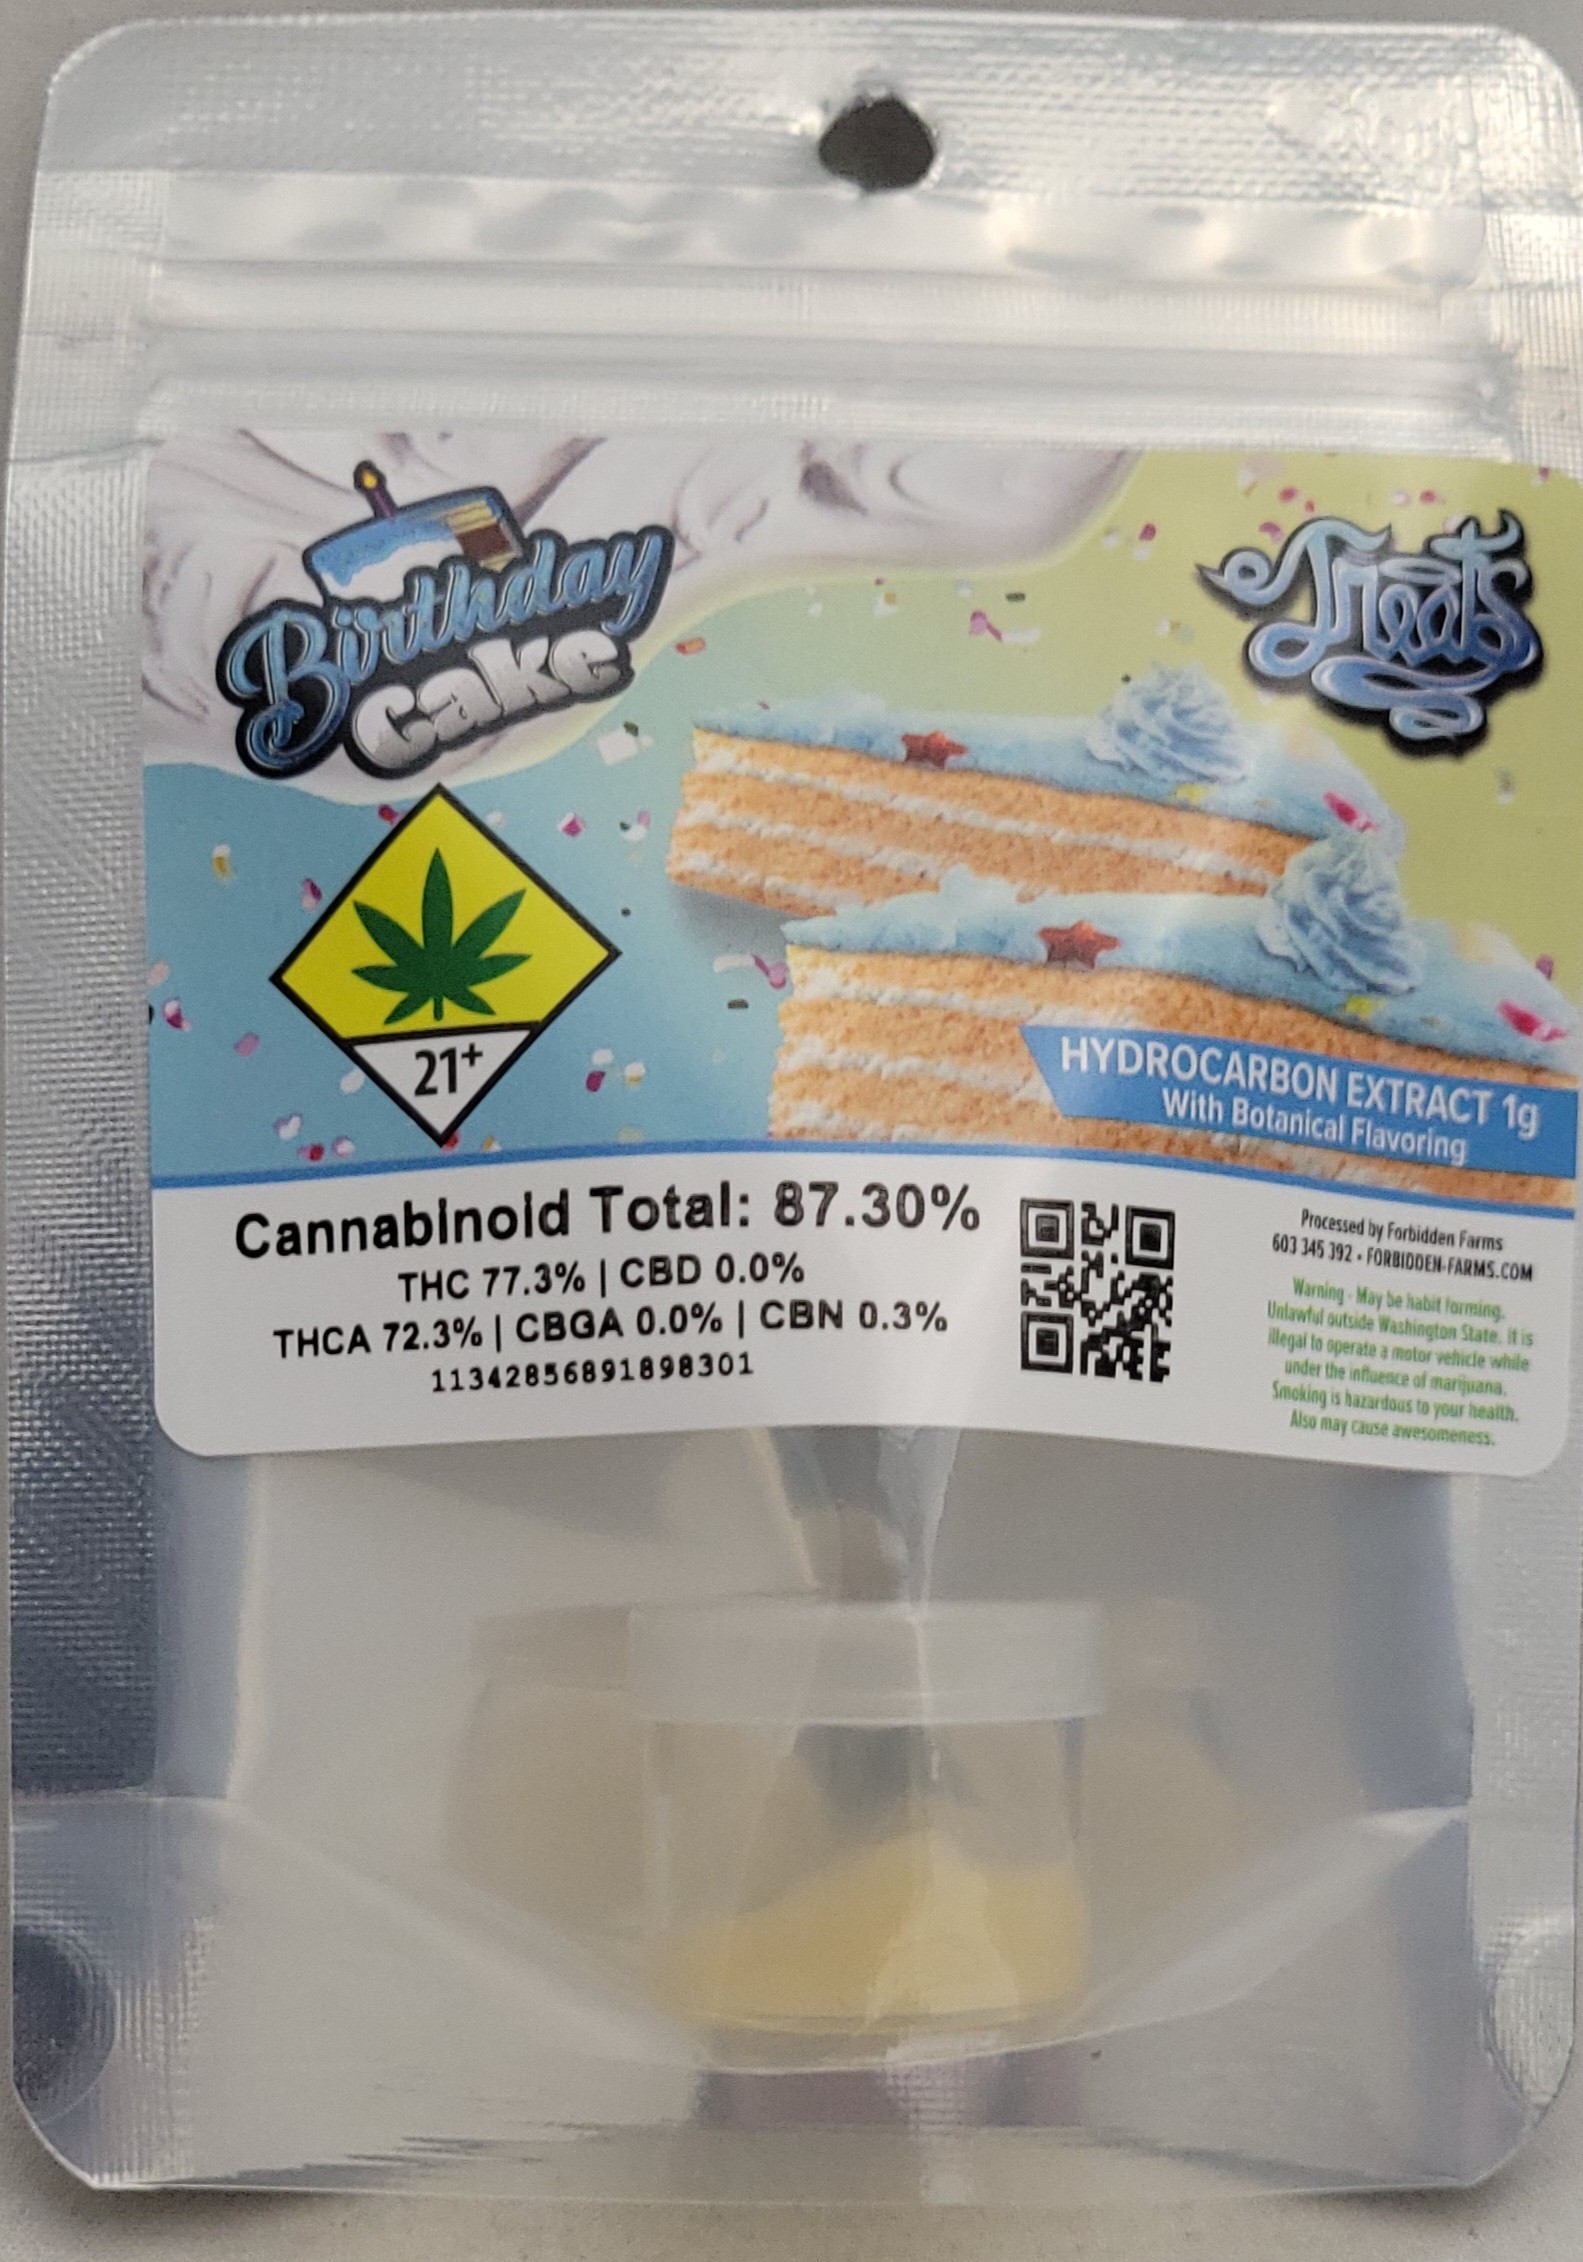 Birthday
Cake
Treats
21+
HYDROCARBON EXTRACT 1g
With Botanical Flavoring
Cannabinoid Total: 87.30%
THC 77.3% | CBD 0.0%
THCA 72.3% | CBGA 0.0% | CBN 0.3%
11342856891898301
Processed by Forbidden Farms
603 345 392 • FORBIDDEN-FARMS.COM
Warning - May be habit forming.
Unlawful outside Washington State. It is
illegal to operate a motor vehicle while
under the influence of marijuana.
Smoking is hazardous to your health.
Also may cause awesomeness.